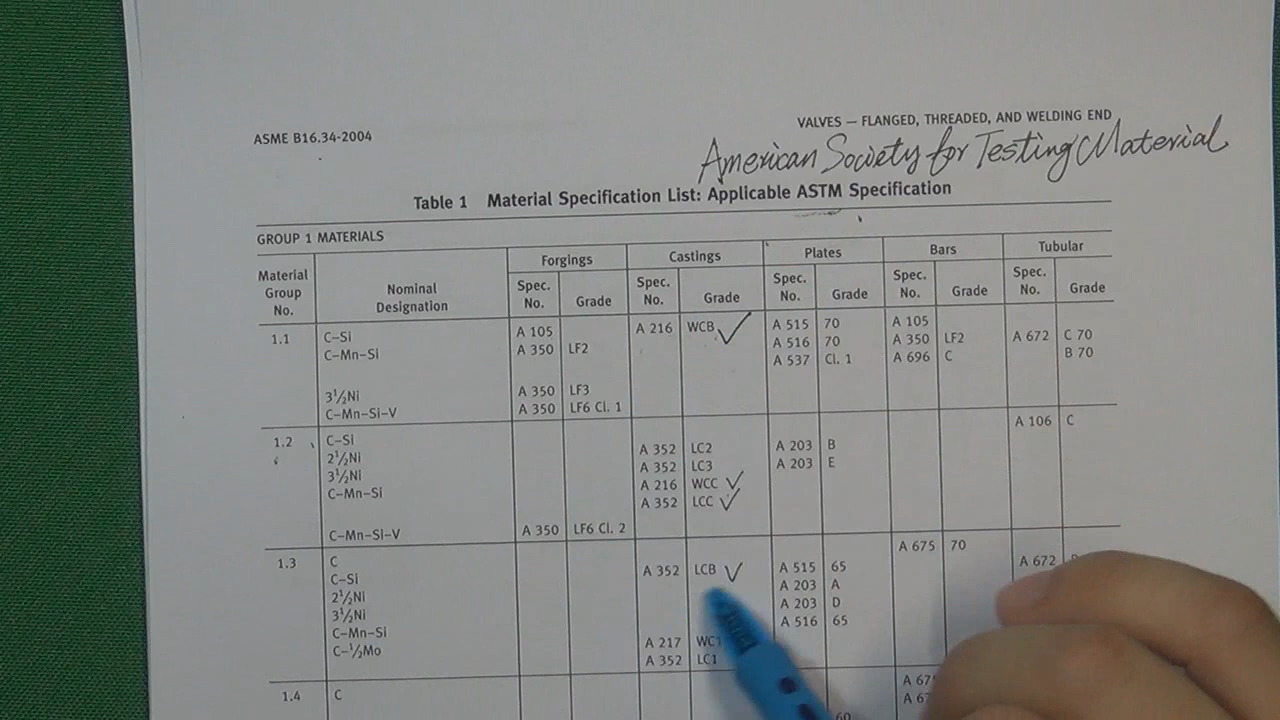 VALVES — FLANGED, THREADED, AND WELDING END
ASME B16.34-2004
American Society for Testing Material
Table 1 Material Specification List: Applicable ASTM Specification
GROUP 1 MATERIALS
Forgings Castings Plates Bars Tubular
Material Group No. Nominal Designation Spec. No. Grade Spec. No. Grade Spec. No. Grade Spec. No. Grade Spec. No. Grade
1.1 C–Si A 105 A 216 WCB ✓ A 515 70 A 105
C–Mn–Si A 350 LF2 A 516 70 A 350 LF2 A 672 C 70
A 537 Cl. 1 A 696 C B 70
3½Ni A 350 LF3
C–Mn–Si–V A 350 LF6 Cl. 1
1.2 C–Si A 106 C
2½Ni A 352 LC2 A 203 B
3½Ni A 352 LC3 A 203 E
C–Mn–Si A 216 WCC ✓
A 352 LCC ✓
C–Mn–Si–V A 350 LF6 Cl. 2
1.3 C A 675 70
C–Si A 352 LCB ✓ A 515 65 A 672
2½Ni A 203 A
3½Ni A 203 D
C–Mn–Si A 516 65
C–½Mo A 217
A 352 LC1
1.4 C
60